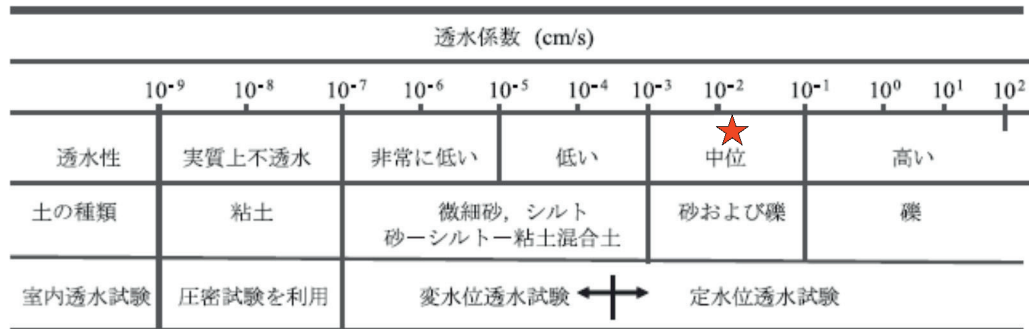 透水係数 (cm/s)
10⁻⁹ 10⁻⁸ 10⁻⁷ 10⁻⁶ 10⁻⁵ 10⁻⁴ 10⁻³ 10⁻² 10⁻¹ 10⁰ 10¹ 10²
透水性 実質上不透水 非常に低い 低い 中位 高い
土の種類 粘土 微細砂，シルト 砂および礫 礫
砂−シルト−粘土混合土
室内透水試験 圧密試験を利用 変水位透水試験 定水位透水試験